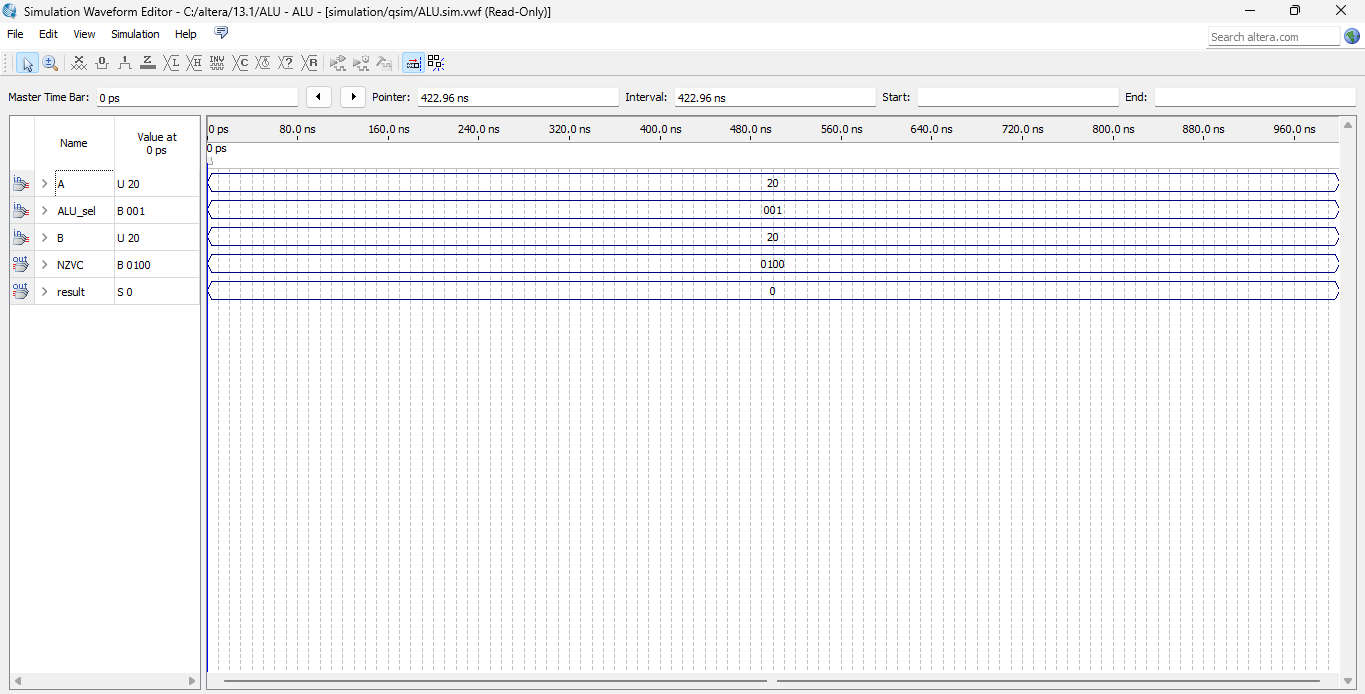 Simulation Waveform Editor - C:/altera/13.1/ALU - ALU - [simulation/qsim/ALU.sim.vwf (Read-Only)]
File Edit View Simulation Help
Search altera.com
0 1 Z L H INV C ? R
Master Time Bar: 0 ps Pointer: 422.96 ns Interval: 422.96 ns Start: End:
Name Value at 0 ps
0 ps 80.0 ns 160.0 ns 240.0 ns 320.0 ns 400.0 ns 480.0 ns 560.0 ns 640.0 ns 720.0 ns 800.0 ns 880.0 ns 960.0 ns
0 ps
in A U 20 20
in ALU_sel B 001 001
in B U 20 20
out NZVC B 0100 0100
out result S 0 0